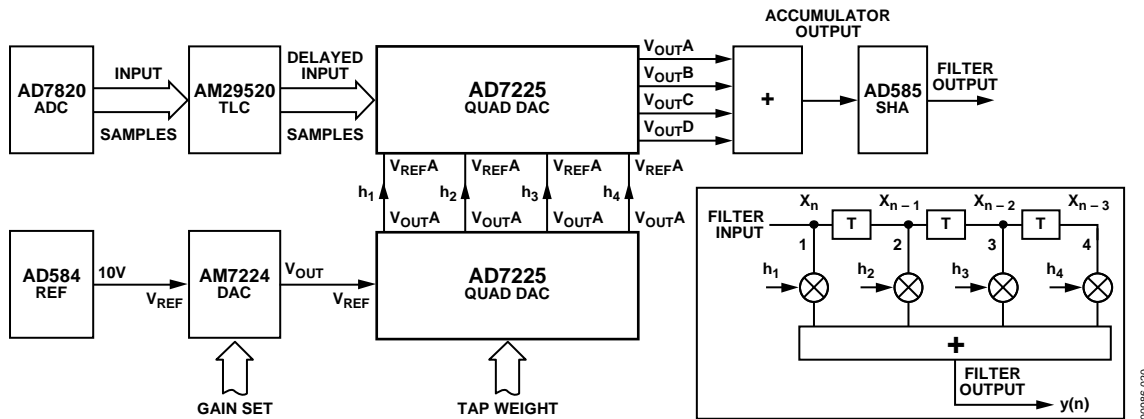 ACCUMULATOR
OUTPUT
AD7820
ADC
INPUT
SAMPLES
AM29520
TLC
DELAYED
INPUT
SAMPLES
AD7225
QUAD DAC
VOUTA
VOUTB
VOUTC
VOUTD
+
AD585
SHA
FILTER
OUTPUT
VREFA VREFA VREFA VREFA
h1 h2 h3 h4
VOUTA VOUTA VOUTA VOUTA
AD584
REF
10V
VREF
AM7224
DAC
VOUT
VREF
AD7225
QUAD DAC
GAIN SET
TAP WEIGHT
Xn Xn – 1 Xn – 2 Xn – 3
FILTER
INPUT
T T T
1 2 3 4
h1 h2 h3 h4
+
FILTER
OUTPUT
y(n)